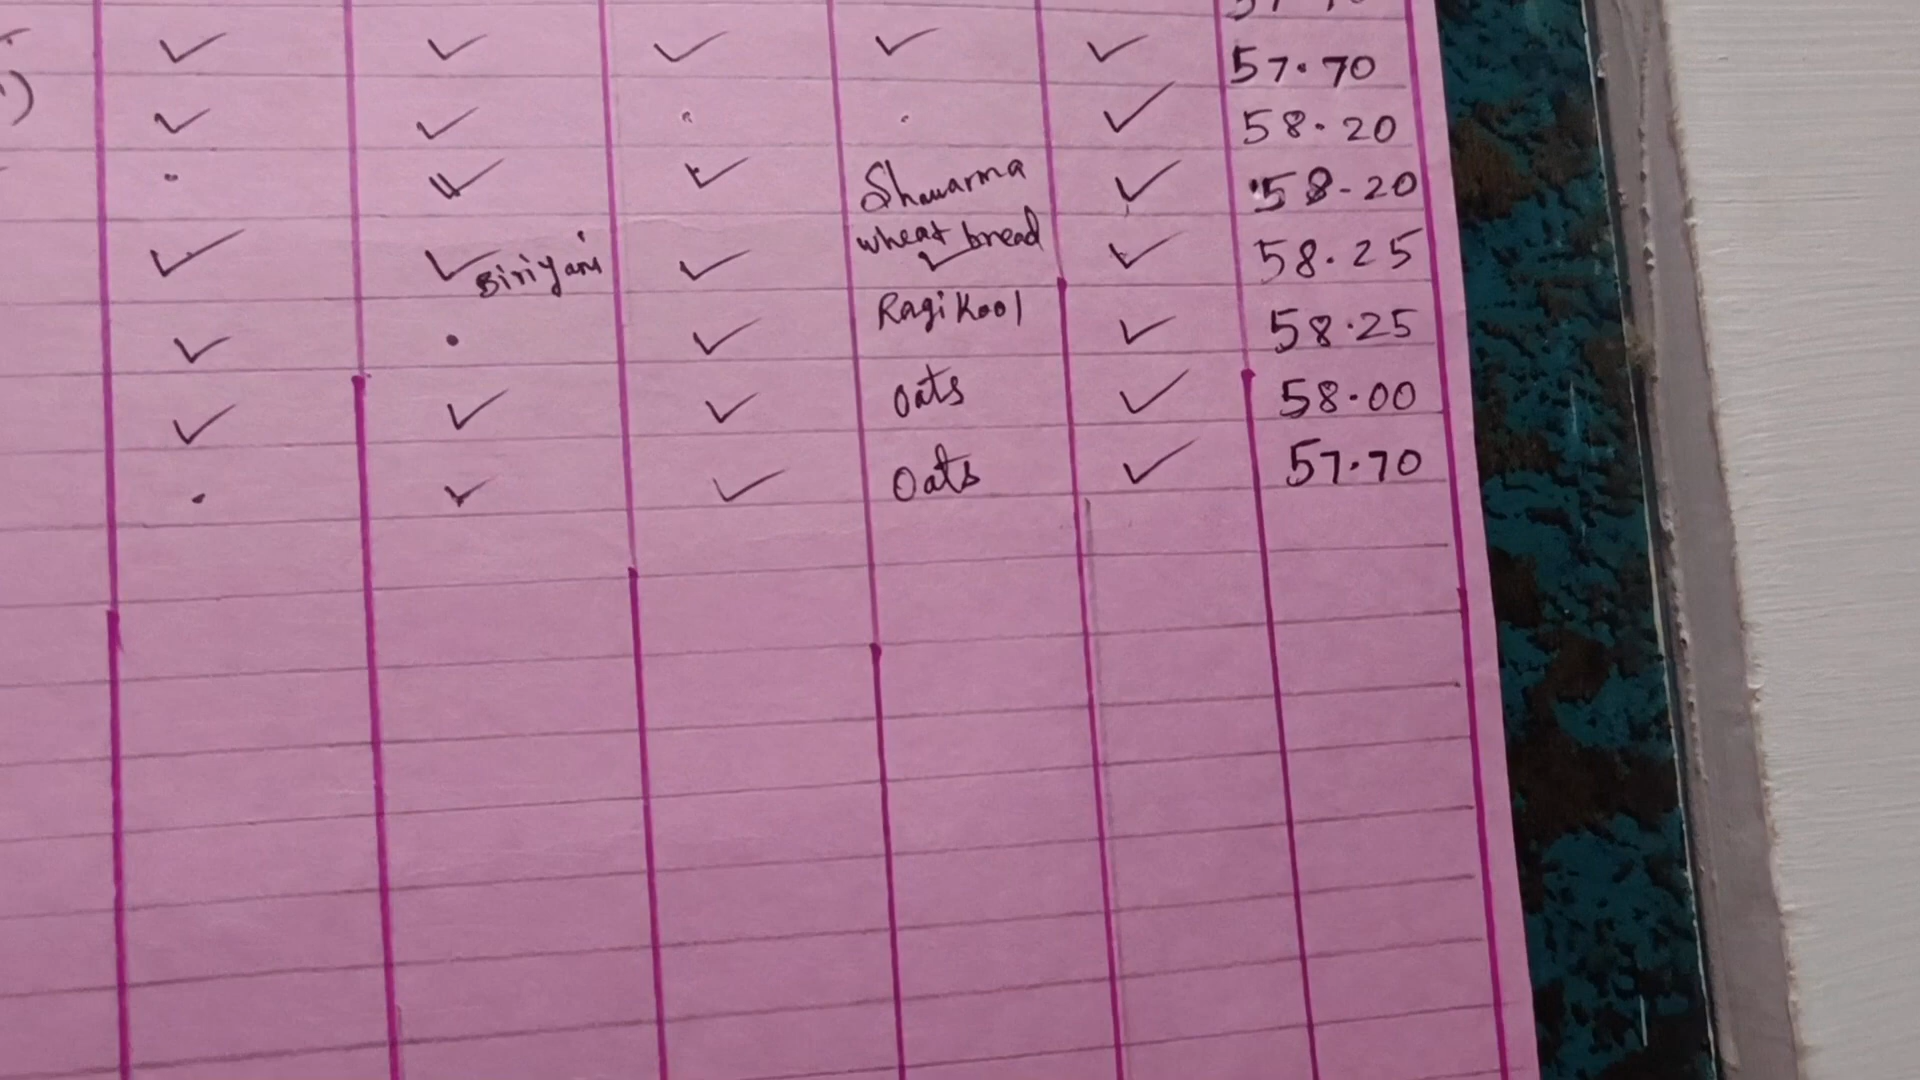 ✓ ✓ ✓ ✓ ✓ 57.70
✓ ✓ . . ✓ 58.20
. ✓ ✓ Shawarma ✓ 58-20
✓ ✓ Biriyani ✓ wheat bread ✓ ✓ 58.25
✓ . ✓ Ragi Kool ✓ 58.25
✓ ✓ ✓ Oats ✓ 58.00
. ✓ ✓ Oats ✓ 57.70